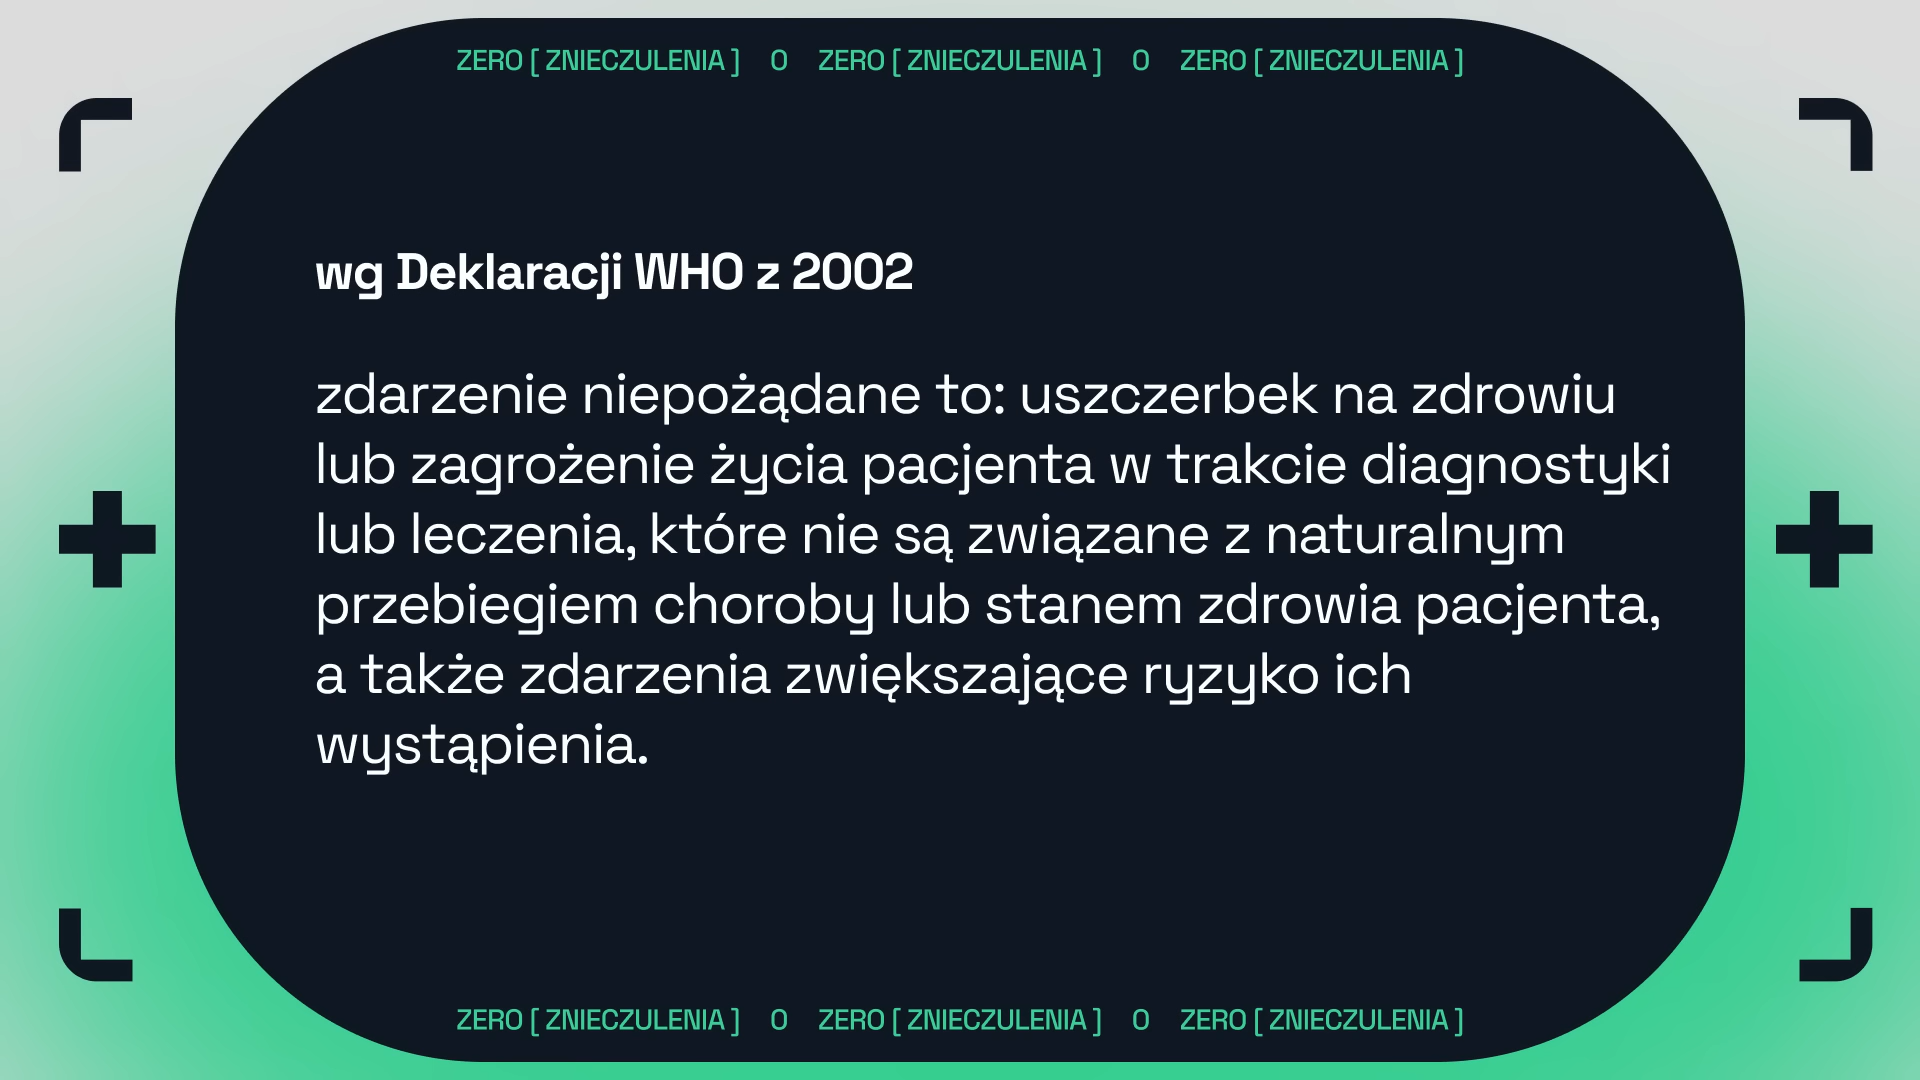 ZERO [ ZNIECZULENIA ] O ZERO [ ZNIECZULENIA ] O ZERO [ ZNIECZULENIA ]
wg Deklaracji WHO z 2002
zdarzenie niepożądane to: uszczerbek na zdrowiu
lub zagrożenie życia pacjenta w trakcie diagnostyki
lub leczenia, które nie są związane z naturalnym
przebiegiem choroby lub stanem zdrowia pacjenta,
a także zdarzenia zwiększające ryzyko ich
wystąpienia.
ZERO [ ZNIECZULENIA ] O ZERO [ ZNIECZULENIA ] O ZERO [ ZNIECZULENIA ]